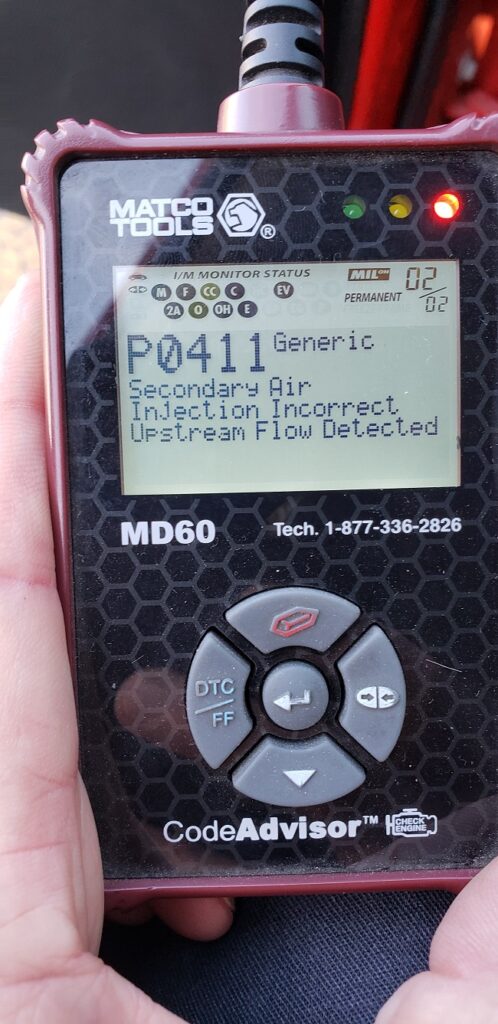 MATCO
TOOLS®
I/M MONITOR STATUS
MIL ON
02/02
M F CC C EV
PERMANENT
2A O OH E
P0411 Generic
Secondary Air
Injection Incorrect
Upstream Flow Detected
MD60
Tech. 1-877-336-2826
DTC
FF
CodeAdvisor™
CHECK
ENGINE